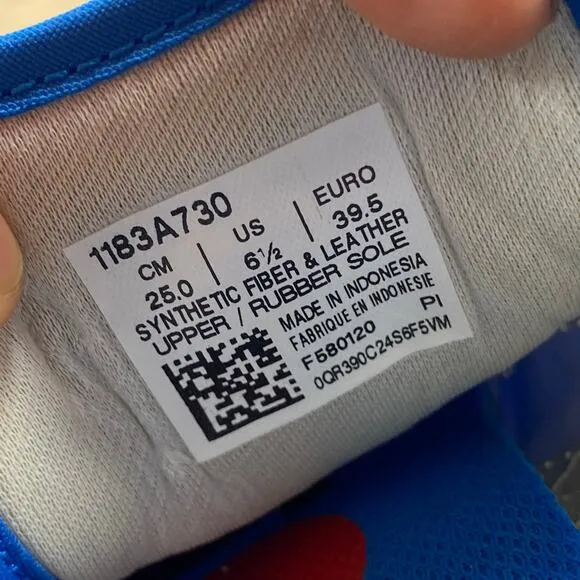 1183A730
CM | US | EURO
25.0 6½ 39.5
SYNTHETIC FIBER & LEATHER
UPPER / RUBBER SOLE
MADE IN INDONESIA
FABRIQUE EN INDONESIE
F580120 PI
0QR390C24S6F5VM